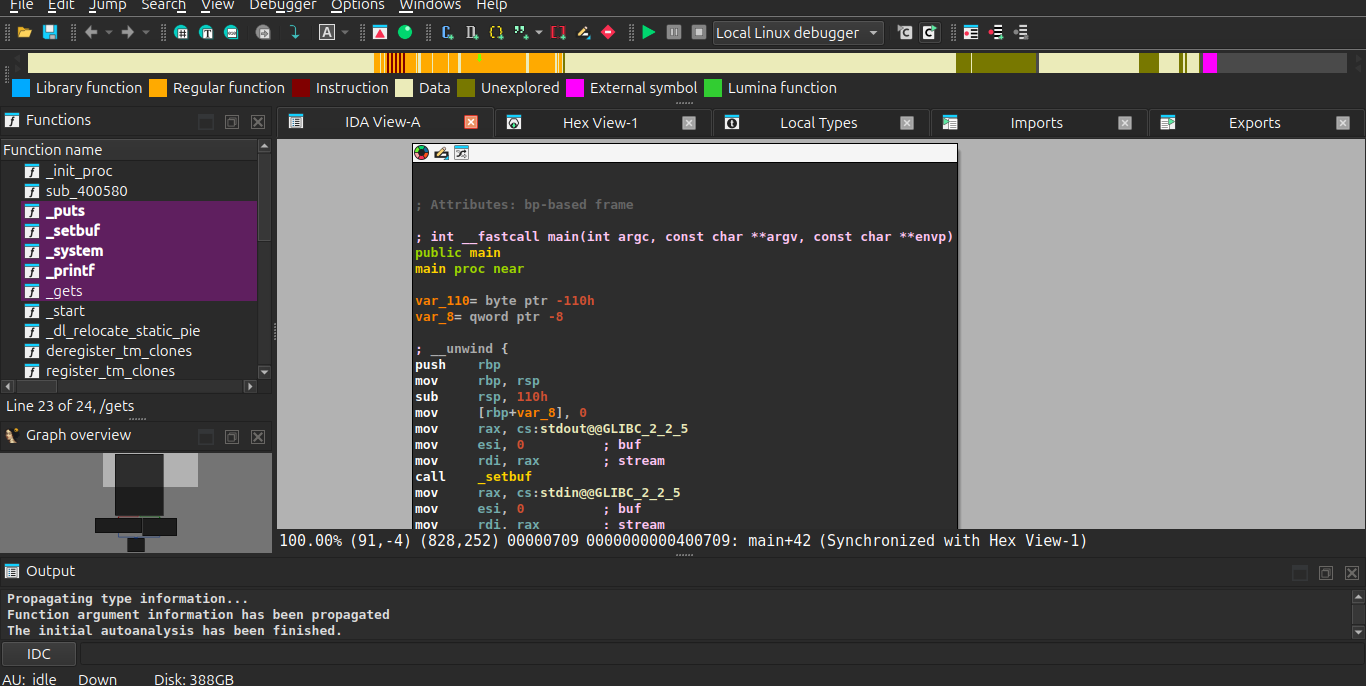 File Edit Jump Search View Debugger Options Windows Help
Local Linux debugger
Library function Regular function Instruction Data Unexplored External symbol Lumina function
Functions
IDA View-A
Hex View-1
Local Types
Imports
Exports
Function name
_init_proc
sub_400580
_puts
_setbuf
_system
_printf
_gets
_start
_dl_relocate_static_pie
deregister_tm_clones
register_tm_clones
Line 23 of 24, /gets
Graph overview
; Attributes: bp-based frame
; int __fastcall main(int argc, const char **argv, const char **envp)
public main
main proc near
var_110= byte ptr -110h
var_8= qword ptr -8
; __unwind {
push rbp
mov rbp, rsp
sub rsp, 110h
mov [rbp+var_8], 0
mov rax, cs:stdout@@GLIBC_2_2_5
mov esi, 0 ; buf
mov rdi, rax ; stream
call _setbuf
mov rax, cs:stdin@@GLIBC_2_2_5
mov esi, 0 ; buf
mov rdi, rax ; stream
100.00% (91,-4) (828,252) 00000709 0000000000400709: main+42 (Synchronized with Hex View-1)
Output
Propagating type information...
Function argument information has been propagated
The initial autoanalysis has been finished.
IDC
AU: idle Down Disk: 388GB